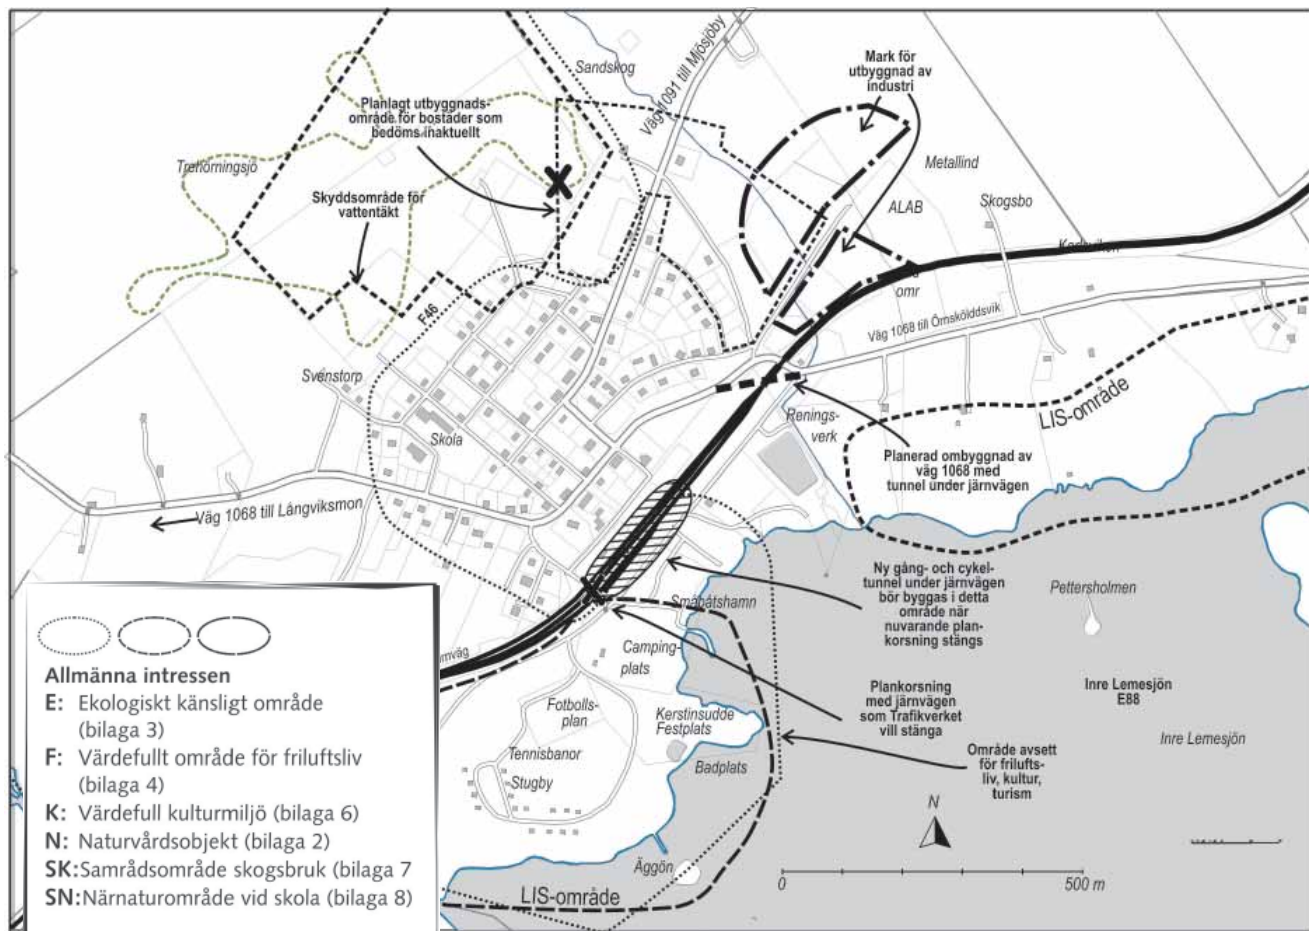 Sandskog
Väg 1091 till Mjösjöby
Mark för
utbyggnad av
industri
Planlagt utbyggnads-
område för bostäder som
bedöms inaktuellt
Trehörningsjö
Metallind
Skyddsområde för
vattentäkt
ALAB
Skogsbo
omr
F46
Väg 1068 till Örnsköldsvik
Svenstorp
LIS-område
Renings-
verk
Skola
Planerad ombyggnad av
väg 1068 med
tunnel under järnvägen
Väg 1068 till Långviksmon
Ny gång- och cykel-
tunnel under järnvägen
bör byggas i detta
område när
nuvarande plan-
korsning stängs
Pettersholmen
Småbåtshamn
Camping-
plats
Plankorsning
med järnvägen
som Trafikverket
vill stänga
Inre Lemesjön
E88
Fotbolls-
plan
Kerstinsudde
Festplats
Inre Lemesjön
Område avsett
för frilufts-
liv, kultur,
turism
Tennisbanor
Badplats
Stugby
N
Äggön
0 500 m
LIS-område
Allmänna intressen
E: Ekologiskt känsligt område
(bilaga 3)
F: Värdefullt område för friluftsliv
(bilaga 4)
K: Värdefull kulturmiljö (bilaga 6)
N: Naturvårdsobjekt (bilaga 2)
SK:Samrådsområde skogsbruk (bilaga 7
SN:Närnaturområde vid skola (bilaga 8)